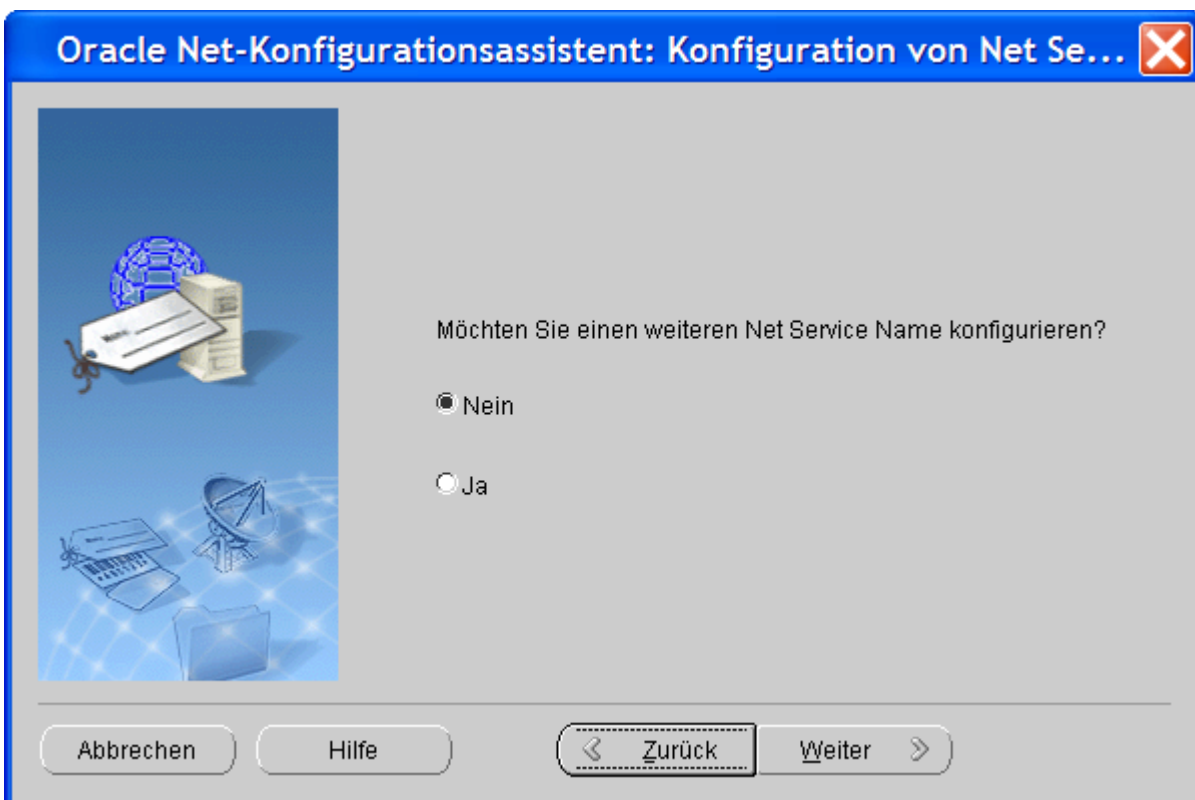 Oracle Net-Konfigurationsassistent: Konfiguration von Net Se...
Möchten Sie einen weiteren Net Service Name konfigurieren?
Nein
Ja
Abbrechen
Hilfe
Zurück
Weiter